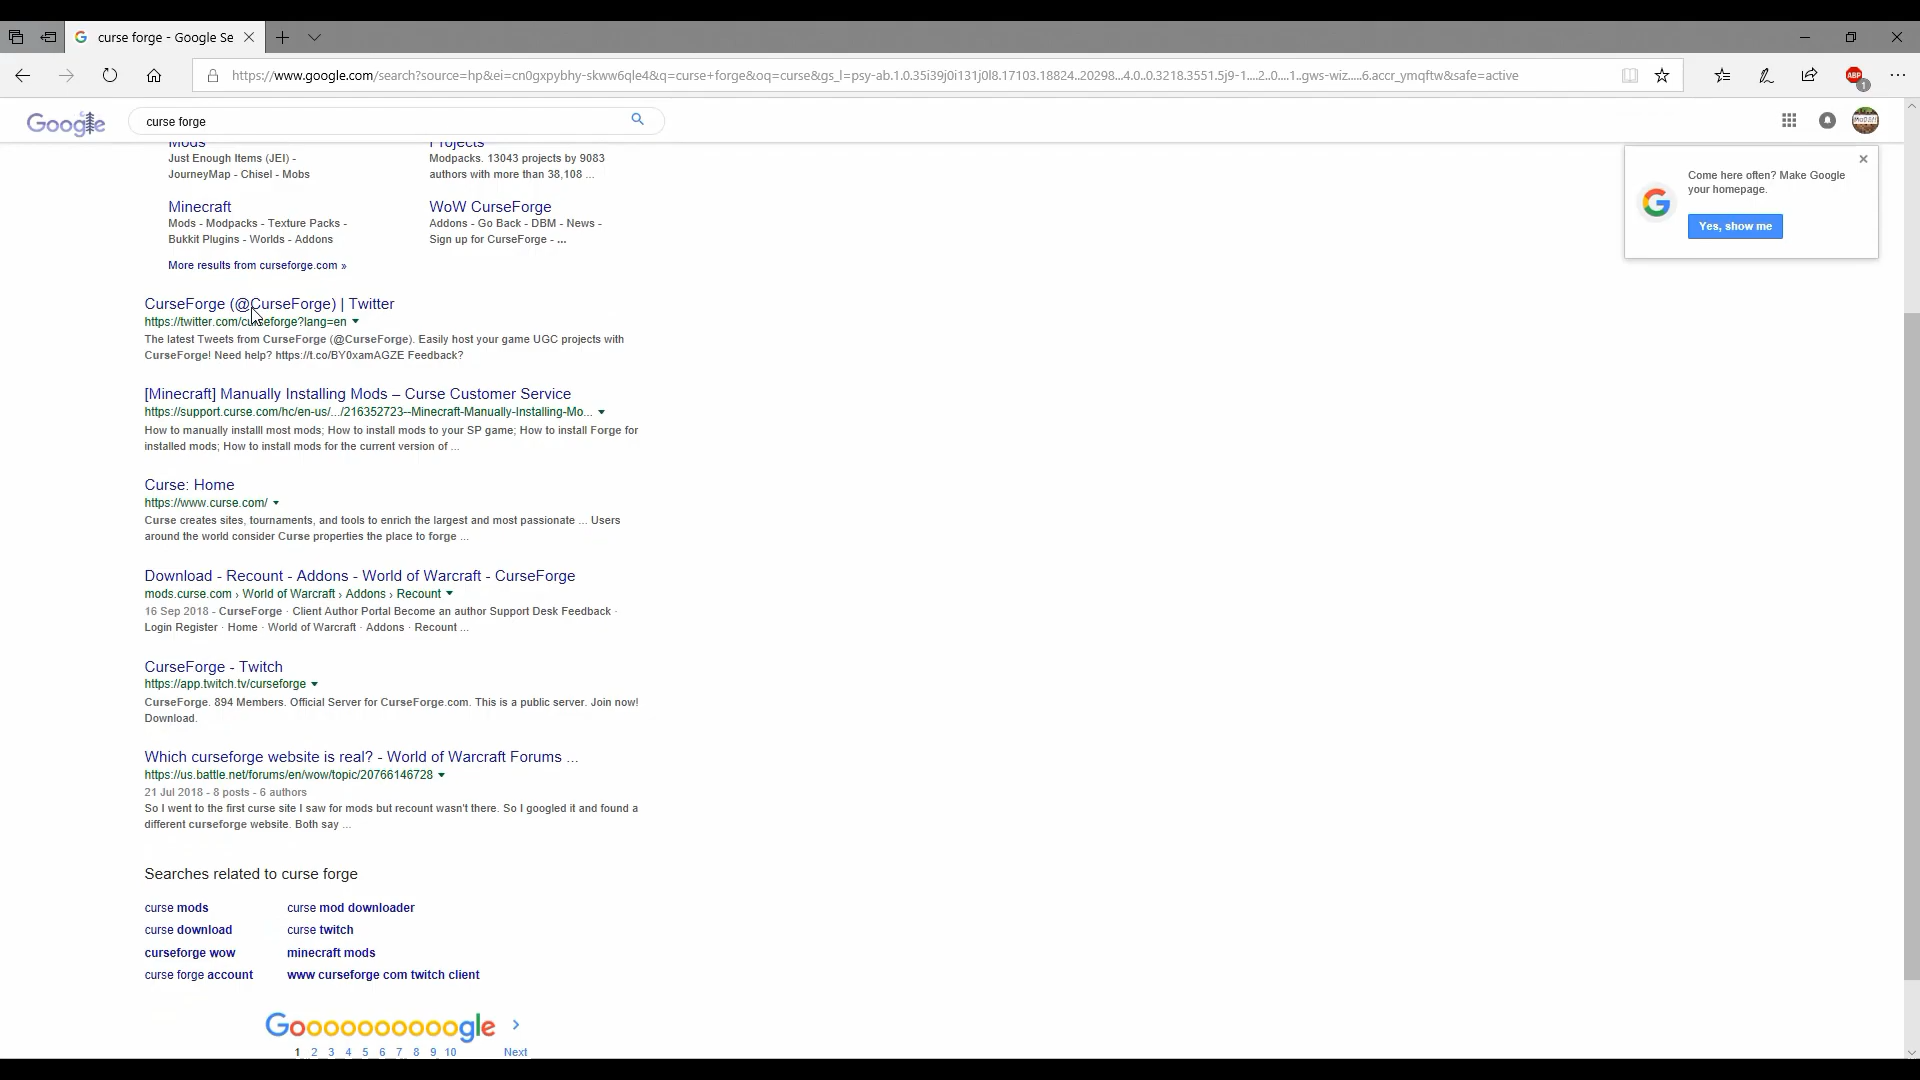 curse forge - Google Se
https://www.google.com/search?source=hp&ei=cn0gxpybhy-skww6qle4&q=curse+forge&oq=curse&gs_l=psy-ab.1.0.35i39j0i131j0l8.17103.18824..20298...4.0..0.3218.3551.5j9-1....2..0....1..gws-wiz.....6.accr_ymqftw&safe=active
ABP
1
Google
curse forge
Mods
Projects
Just Enough Items (JEI) -
JourneyMap - Chisel - Mobs
Modpacks. 13043 projects by 9083
authors with more than 38,108 ...
Minecraft
Mods - Modpacks - Texture Packs -
Bukkit Plugins - Worlds - Addons
WoW CurseForge
Addons - Go Back - DBM - News -
Sign up for CurseForge - ...
More results from curseforge.com »
Come here often? Make Google
your homepage.
Yes, show me
CurseForge (@CurseForge) | Twitter
https://twitter.com/curseforge?lang=en
The latest Tweets from CurseForge (@CurseForge). Easily host your game UGC projects with
CurseForge! Need help? https://t.co/BY0xamAGZE Feedback?
[Minecraft] Manually Installing Mods – Curse Customer Service
https://support.curse.com/hc/en-us/.../216352723--Minecraft-Manually-Installing-Mo...
How to manually installl most mods; How to install mods to your SP game; How to install Forge for
installed mods; How to install mods for the current version of ...
Curse: Home
https://www.curse.com/
Curse creates sites, tournaments, and tools to enrich the largest and most passionate ... Users
around the world consider Curse properties the place to forge ...
Download - Recount - Addons - World of Warcraft - CurseForge
mods.curse.com › World of Warcraft › Addons › Recount
16 Sep 2018 - CurseForge · Client Author Portal Become an author Support Desk Feedback ·
Login Register · Home · World of Warcraft · Addons · Recount ...
CurseForge - Twitch
https://app.twitch.tv/curseforge
CurseForge. 894 Members. Official Server for CurseForge.com. This is a public server. Join now!
Download.
Which curseforge website is real? - World of Warcraft Forums ...
https://us.battle.net/forums/en/wow/topic/20766146728
21 Jul 2018 - 8 posts - 6 authors
So I went to the first curse site I saw for mods but recount wasn't there. So I googled it and found a
different curseforge website. Both say ...
Searches related to curse forge
curse mods
curse mod downloader
curse download
curse twitch
curseforge wow
minecraft mods
curse forge account
www curseforge com twitch client
Goooooooooogle
1 2 3 4 5 6 7 8 9 10 Next